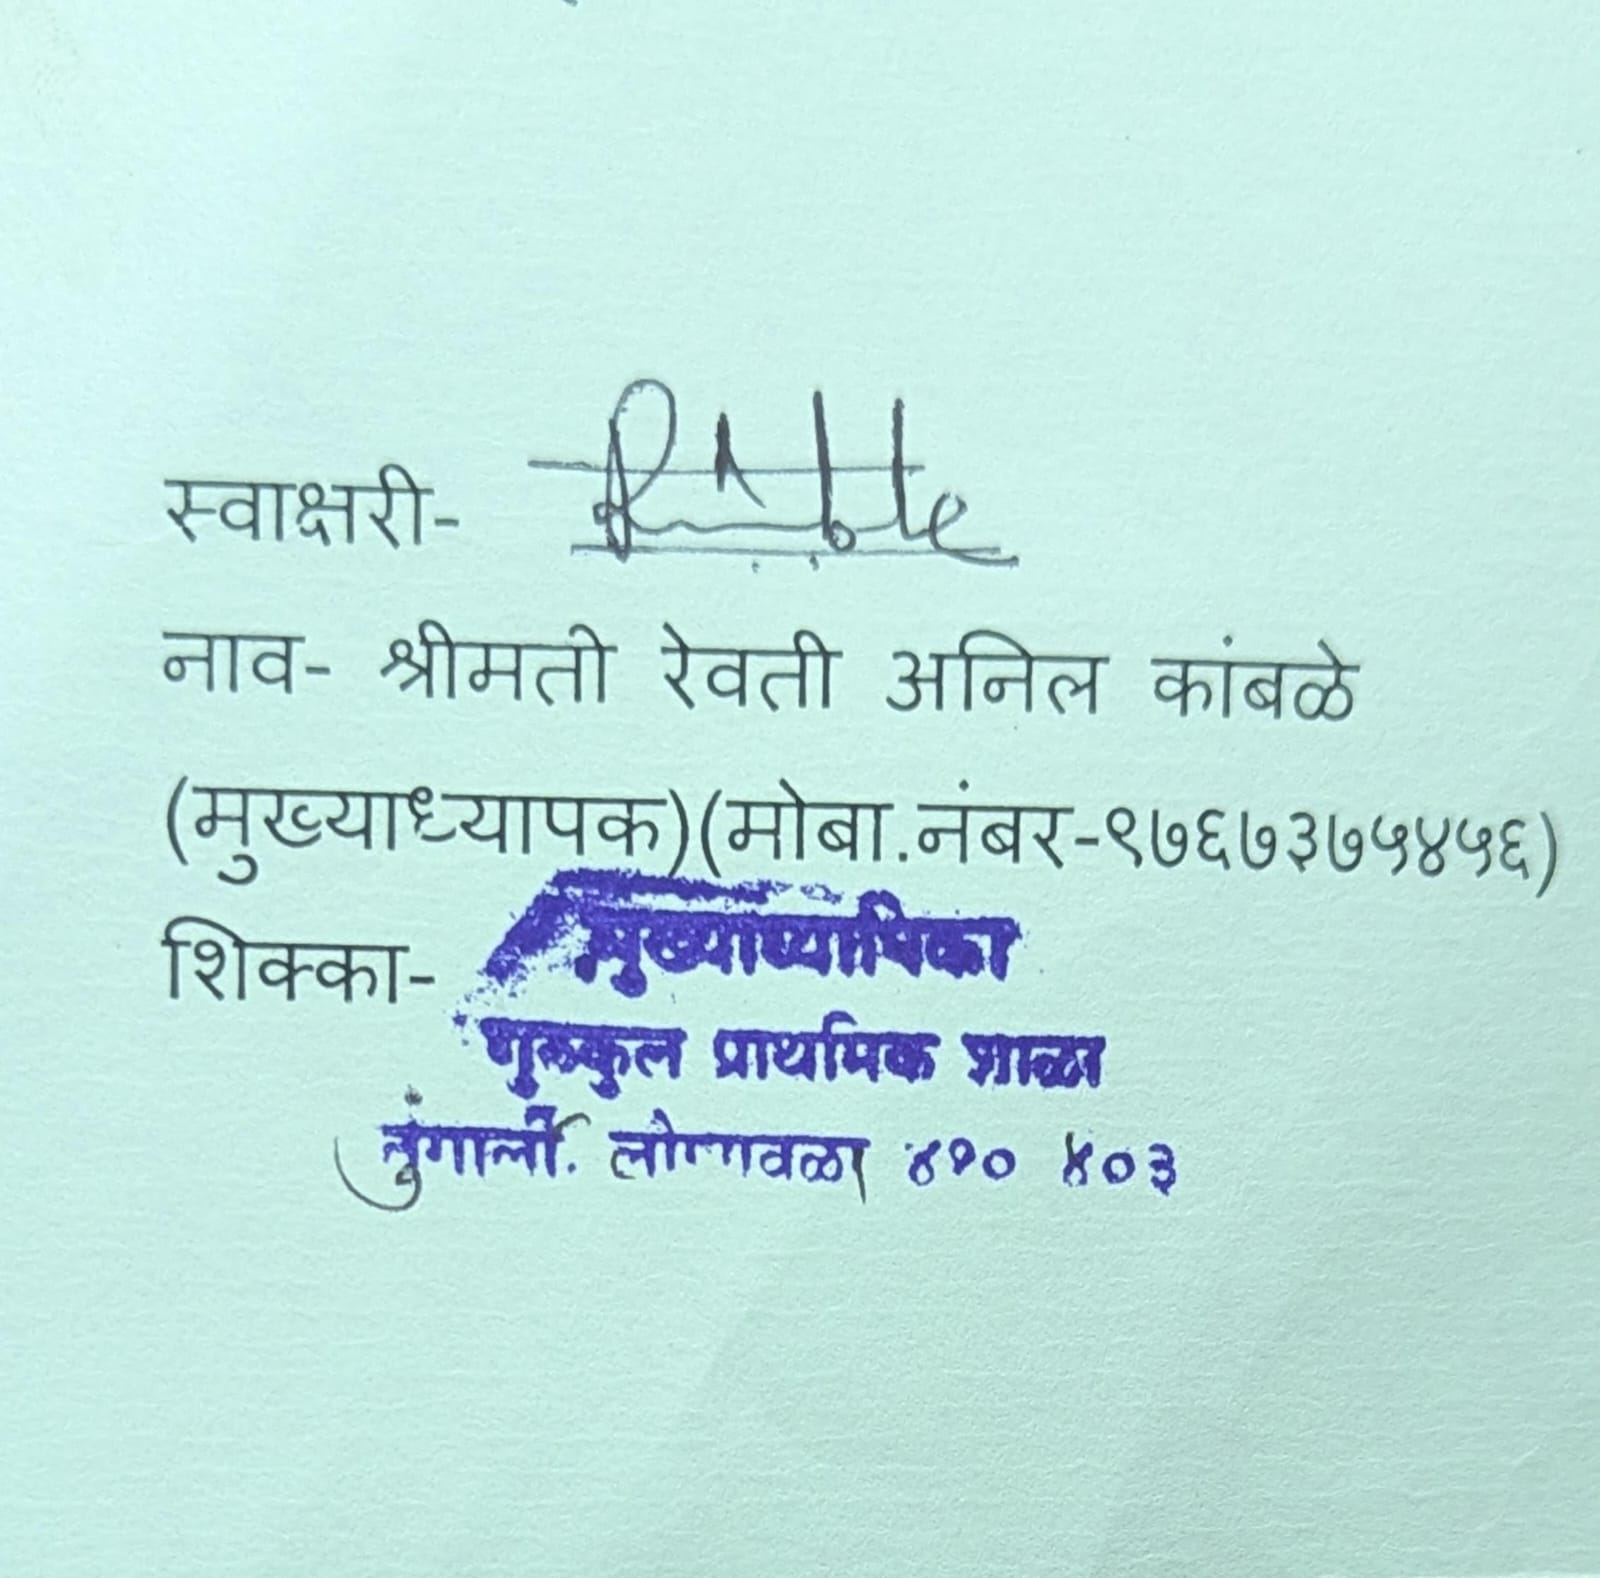 स्वाक्षरी-
नाव- श्रीमती रेवती अनिल कांबळे
(मुख्याध्यापक)(मोबा.नंबर-९७६७३७५४५६)
शिक्का- मुख्याध्यापिका
गुरुकुल प्राथमिक शाळा
तुंगार्ली. लोणावळा ४१० ४०३